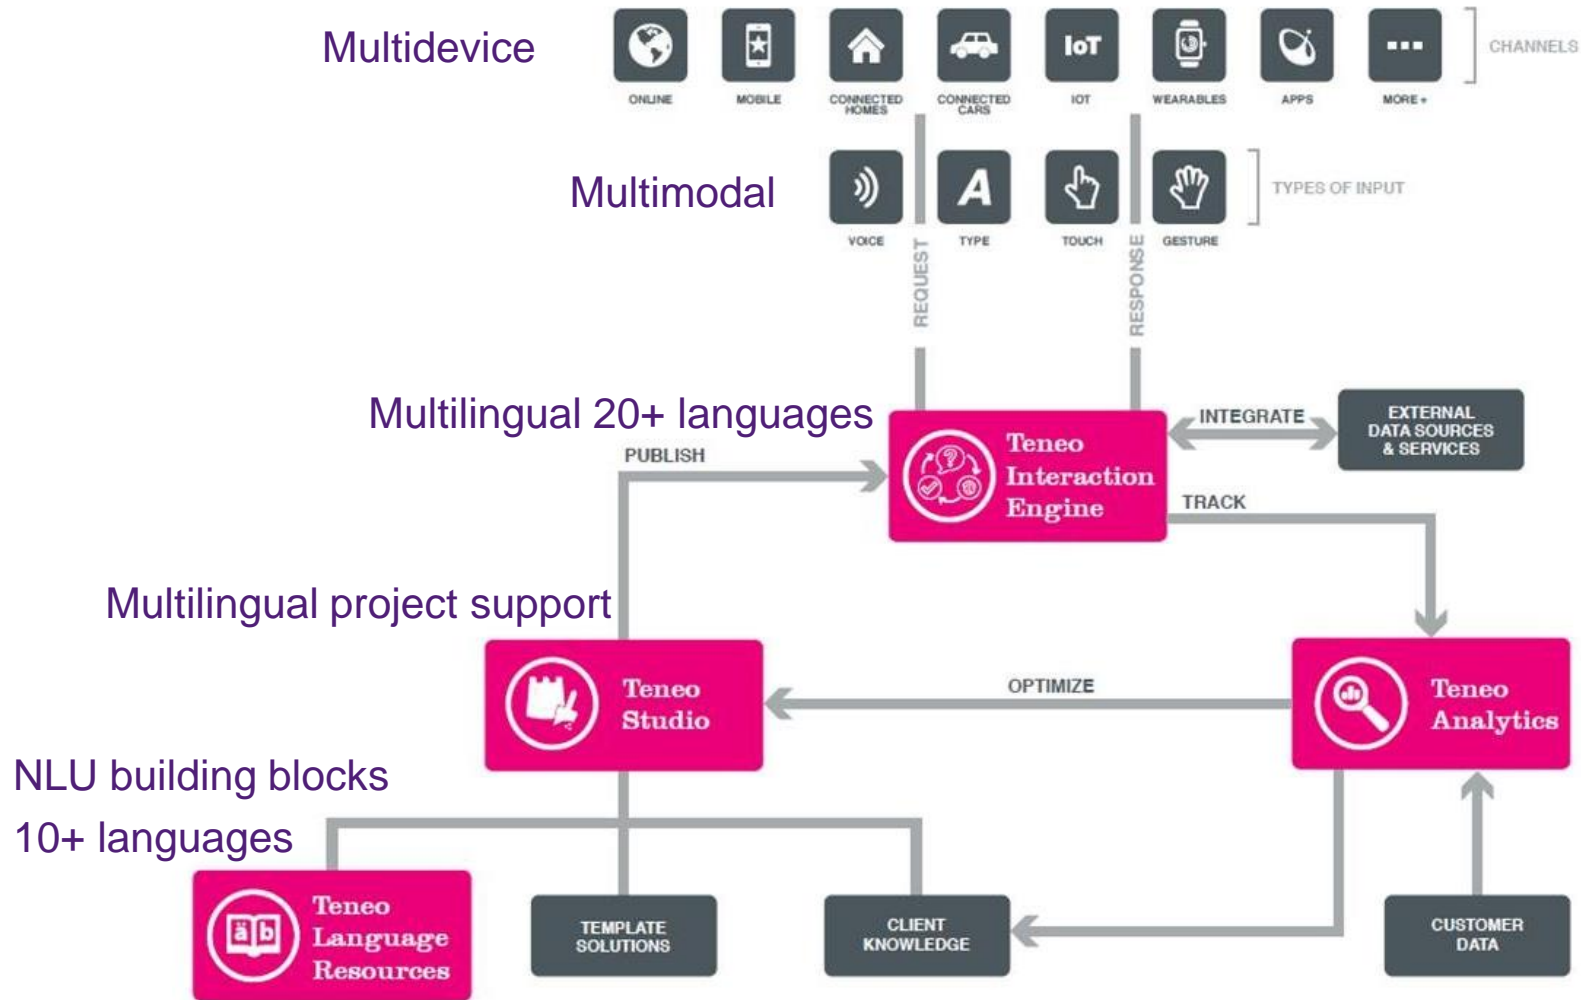 Multidevice
IoT
CHANNELS
ONLINE
MOBILE
CONNECTED
HOMES
CONNECTED
CARS
IOT
WEARABLES
APPS
MORE +
Multimodal
A
TYPES OF INPUT
VOICE
TYPE
TOUCH
GESTURE
REQUEST
RESPONSE
Multilingual 20+ languages
PUBLISH
?
Teneo
Interaction
Engine
INTEGRATE
EXTERNAL
DATA SOURCES
& SERVICES
TRACK
Multilingual project support
Teneo
Studio
OPTIMIZE
Teneo
Analytics
NLU building blocks
10+ languages
ä b
Teneo
Language
Resources
TEMPLATE
SOLUTIONS
CLIENT
KNOWLEDGE
CUSTOMER
DATA